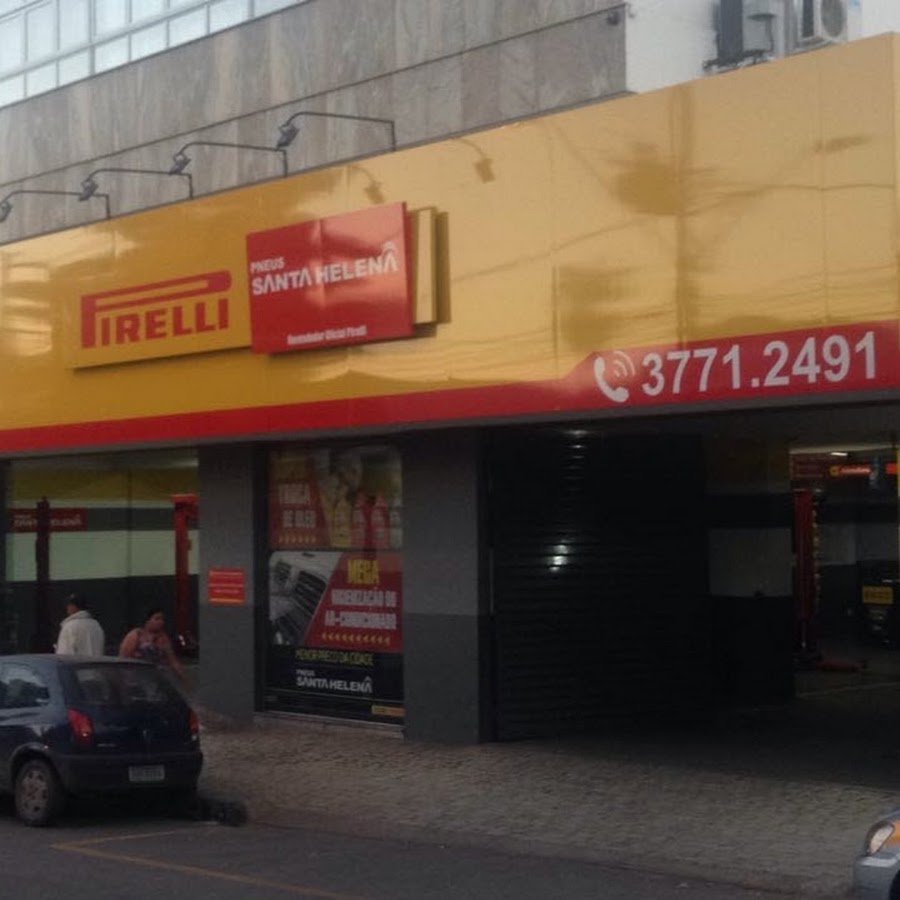 PIRELLI
PNEUS
SANTA HELENA
Revendedor Oficial Pirelli
3771.2491
TROCA
DE ÓLEO
MEGA
HIGIENIZAÇÃO DO
AR-CONDICIONADO
MENOR PREÇO DA CIDADE
PNEUS
SANTA HELENA